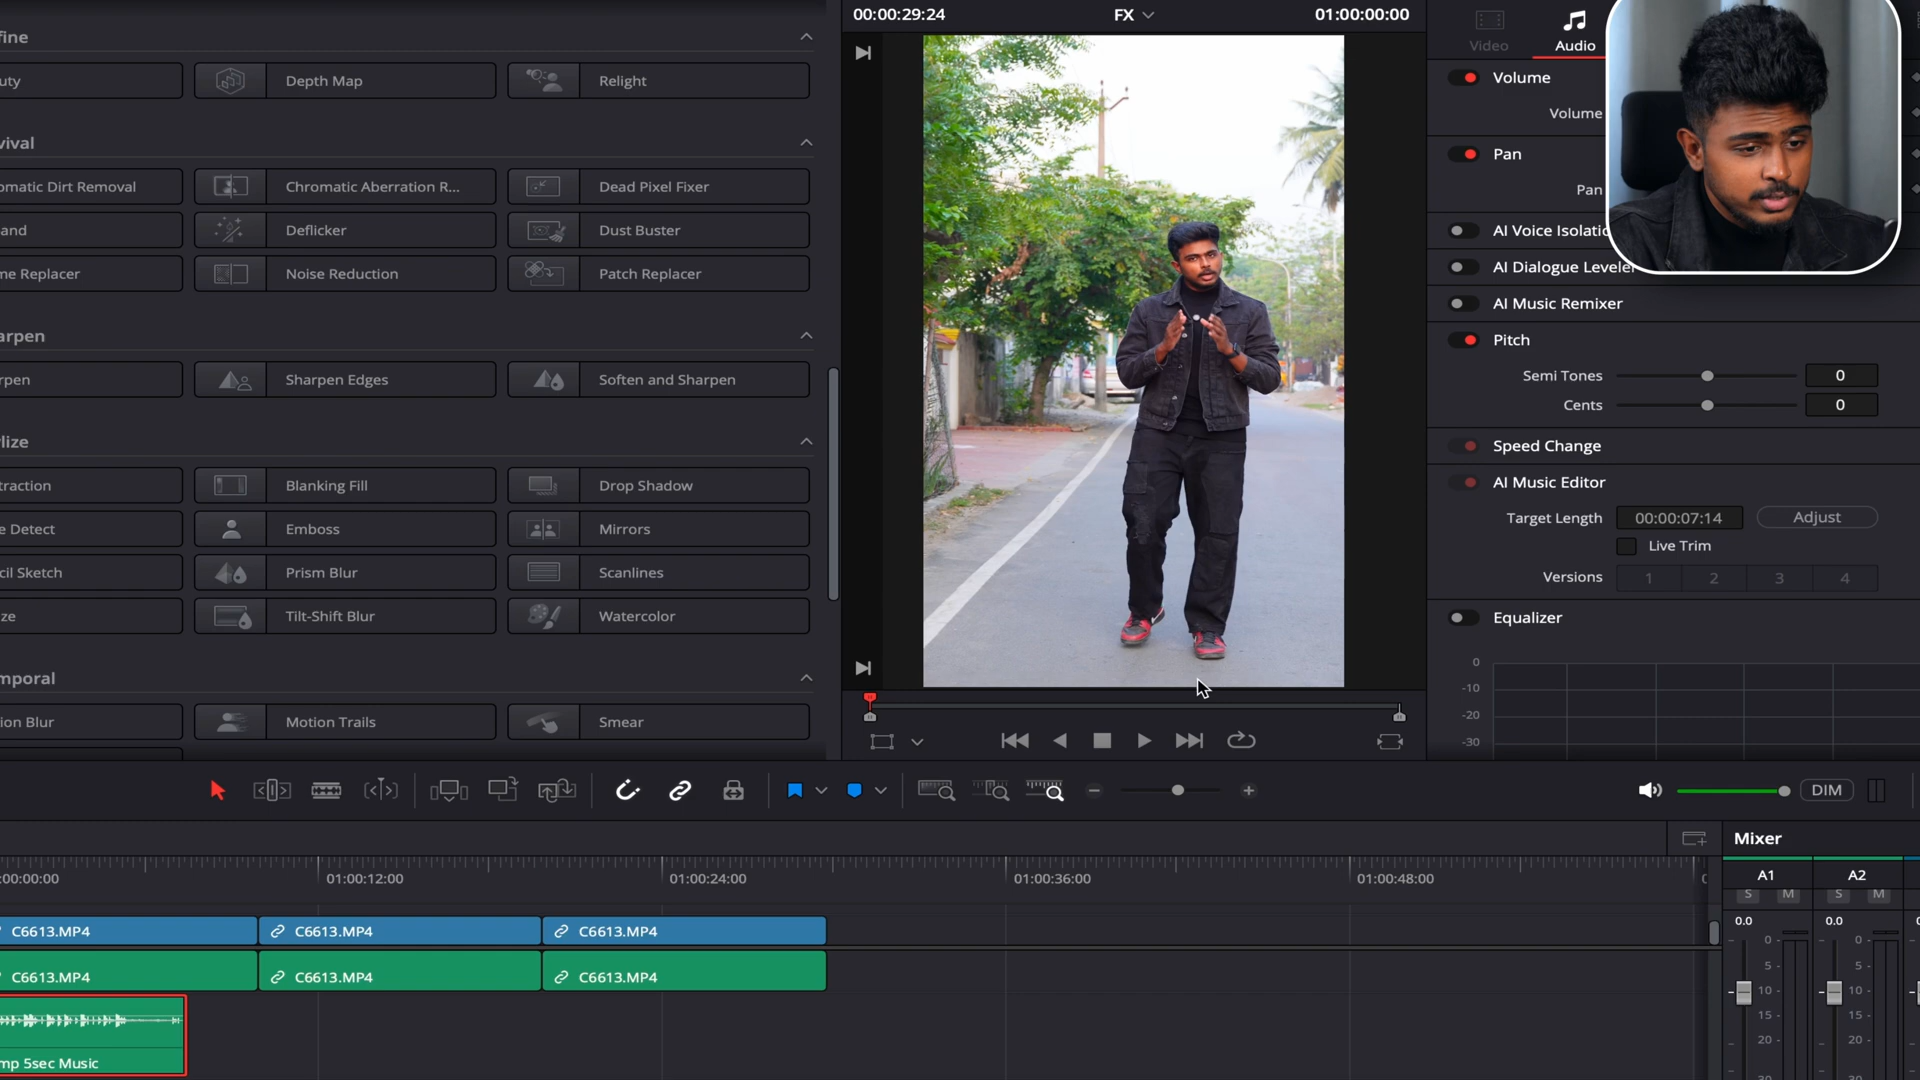 00:00:29:24
FX
01:00:00:00
Video
Audio
fine
uty
Depth Map
Relight
vival
omatic Dirt Removal
Chromatic Aberration R...
Dead Pixel Fixer
and
Deflicker
Dust Buster
me Replacer
Noise Reduction
Patch Replacer
arpen
rpen
Sharpen Edges
Soften and Sharpen
lize
traction
Blanking Fill
Drop Shadow
e Detect
Emboss
Mirrors
cil Sketch
Prism Blur
Scanlines
ze
Tilt-Shift Blur
Watercolor
mporal
ion Blur
Motion Trails
Smear
Volume
Volume
Pan
Pan
AI Voice Isolatio
AI Dialogue Leveler
AI Music Remixer
Pitch
Semi Tones 0
Cents 0
Speed Change
AI Music Editor
Target Length 00:00:07:14 Adjust
Live Trim
Versions 1 2 3 4
Equalizer
0
-10
-20
-30
DIM
Mixer
:00:00:00 01:00:12:00 01:00:24:00 01:00:36:00 01:00:48:00
A1 A2
S M S M
0.0 0.0
0 - 0 -
5 - 5 -
10 - 10 -
15 - 15 -
20 - 20 -
30 30
C6613.MP4 C6613.MP4 C6613.MP4
C6613.MP4 C6613.MP4 C6613.MP4
mp 5sec Music